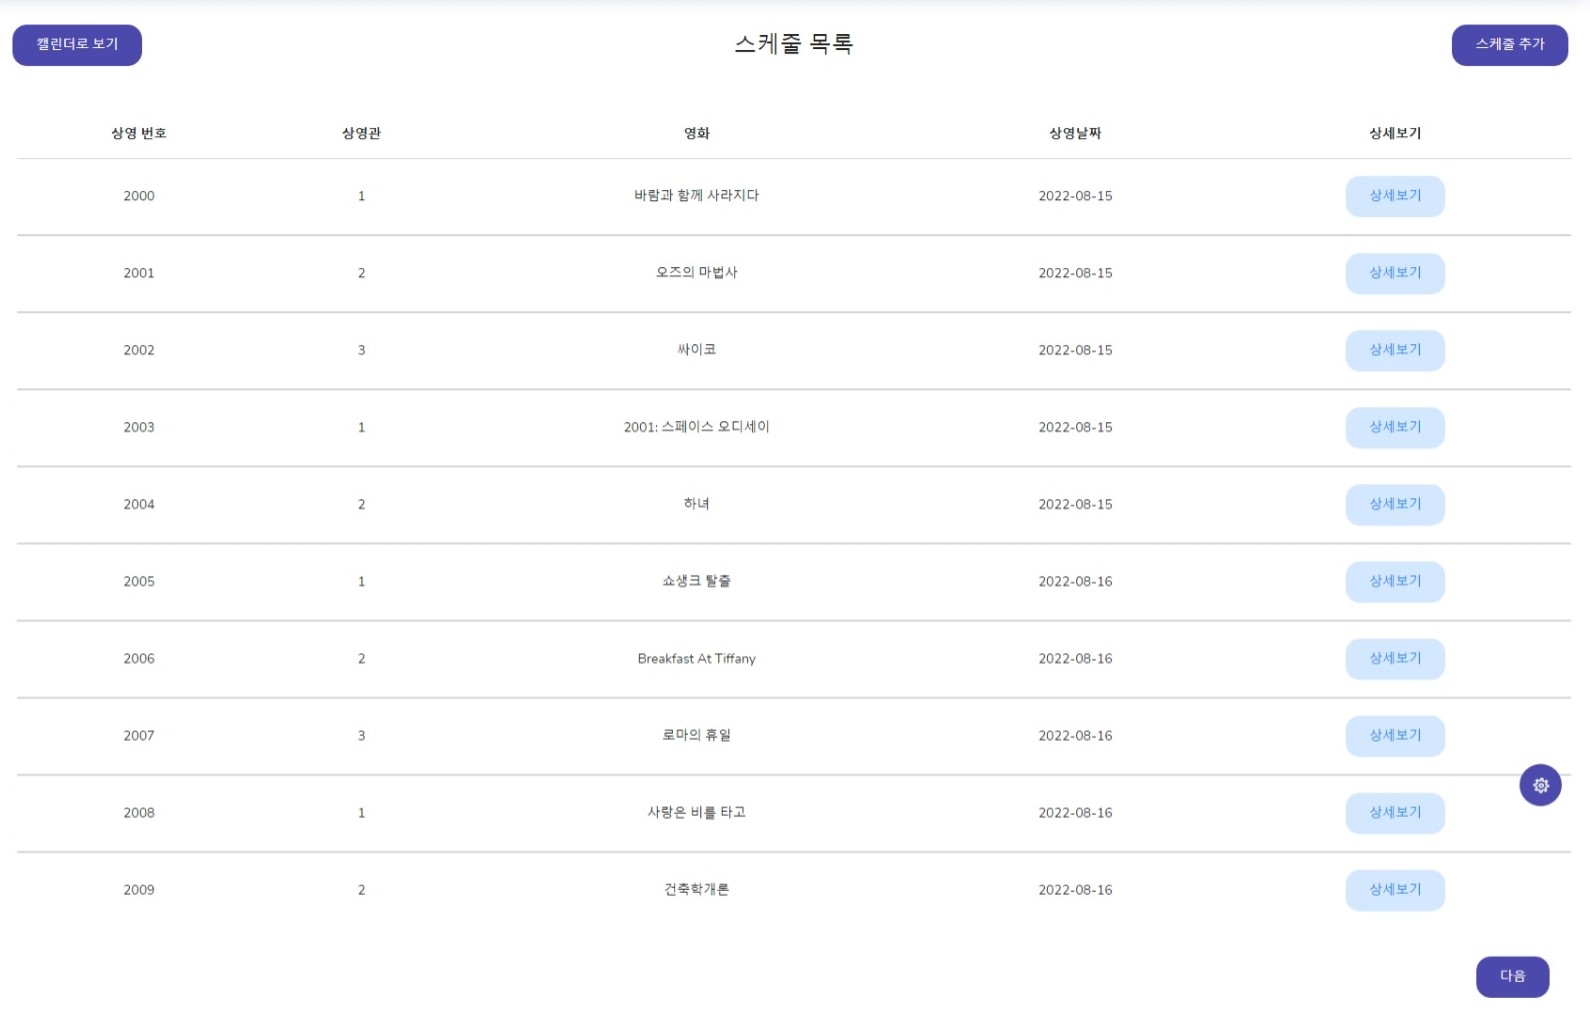 캘린더로 보기
스케줄 목록
스케줄 추가
상영 번호 상영관 영화 상영날짜 상세보기
2000 1 바람과 함께 사라지다 2022-08-15 상세보기
2001 2 오즈의 마법사 2022-08-15 상세보기
2002 3 싸이코 2022-08-15 상세보기
2003 1 2001: 스페이스 오디세이 2022-08-15 상세보기
2004 2 하녀 2022-08-15 상세보기
2005 1 쇼생크 탈출 2022-08-16 상세보기
2006 2 Breakfast At Tiffany 2022-08-16 상세보기
2007 3 로마의 휴일 2022-08-16 상세보기
2008 1 사랑은 비를 타고 2022-08-16 상세보기
2009 2 건축학개론 2022-08-16 상세보기
다음